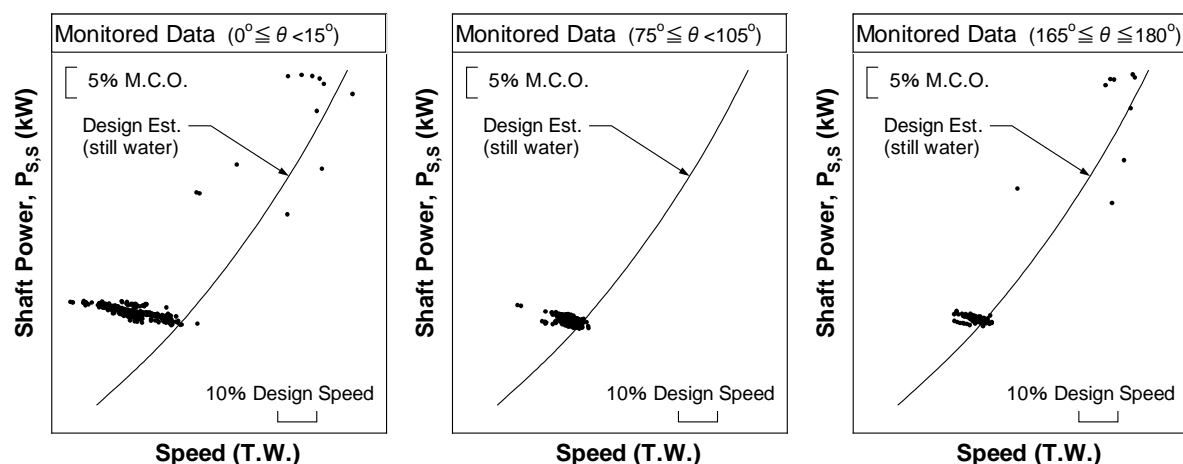 Monitored Data (0°≦ θ <15°)
5% M.C.O.
Design Est.
(still water)
10% Design Speed
Shaft Power, P_S,S (kW)
Speed (T.W.)
Monitored Data (75°≦ θ <105°)
5% M.C.O.
Design Est.
(still water)
10% Design Speed
Shaft Power, P_S,S (kW)
Speed (T.W.)
Monitored Data (165°≦ θ ≦180°)
5% M.C.O.
Design Est.
(still water)
10% Design Speed
Shaft Power, P_S,S (kW)
Speed (T.W.)